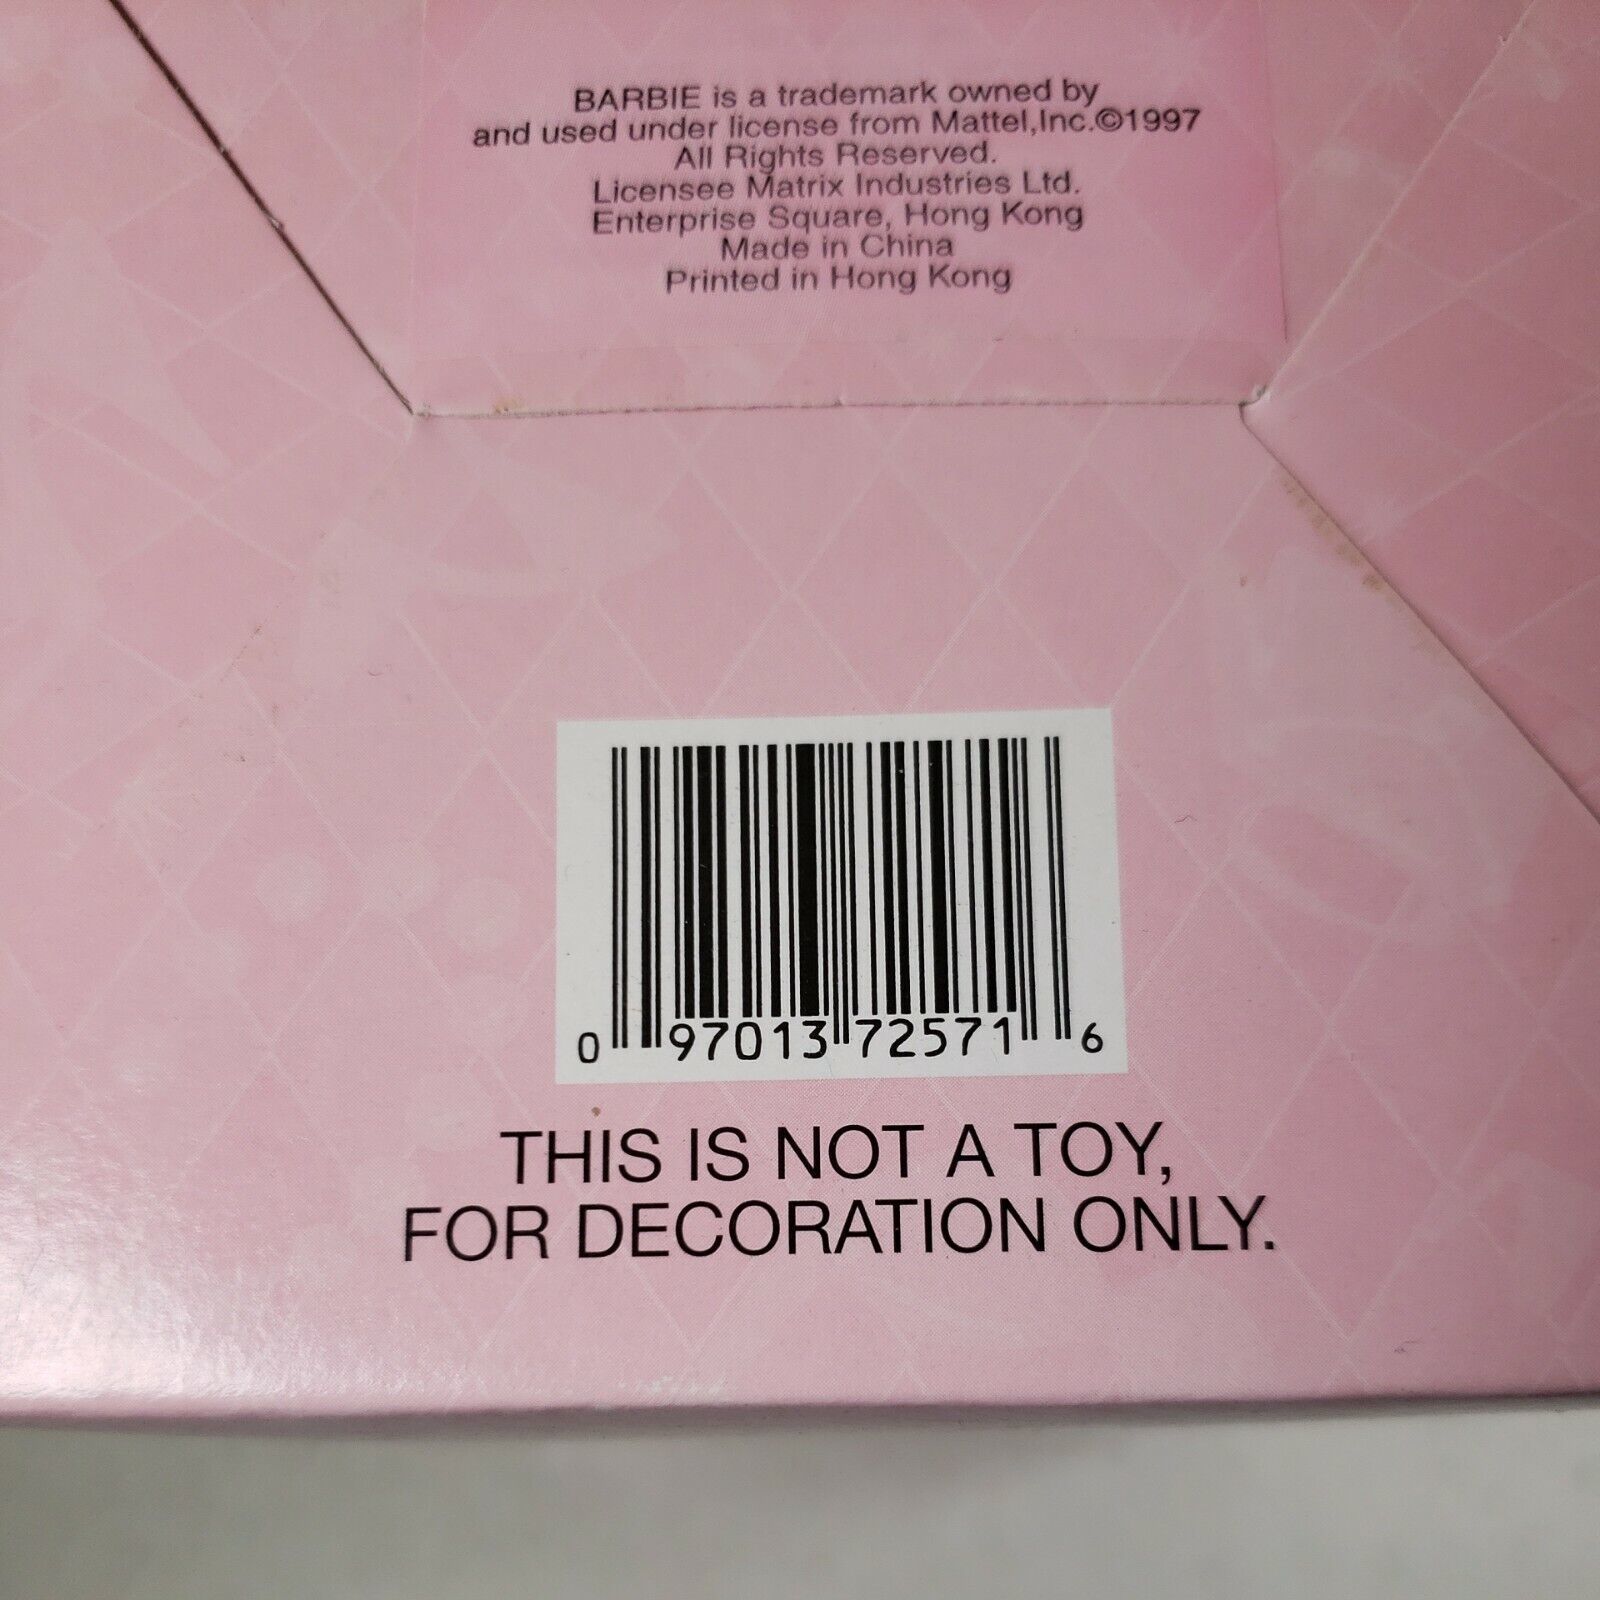 BARBIE is a trademark owned by
and used under license from Mattel,Inc.©1997
All Rights Reserved.
Licensee Matrix Industries Ltd.
Enterprise Square, Hong Kong
Made in China
Printed in Hong Kong
0 97013 72571 6
THIS IS NOT A TOY,
FOR DECORATION ONLY.